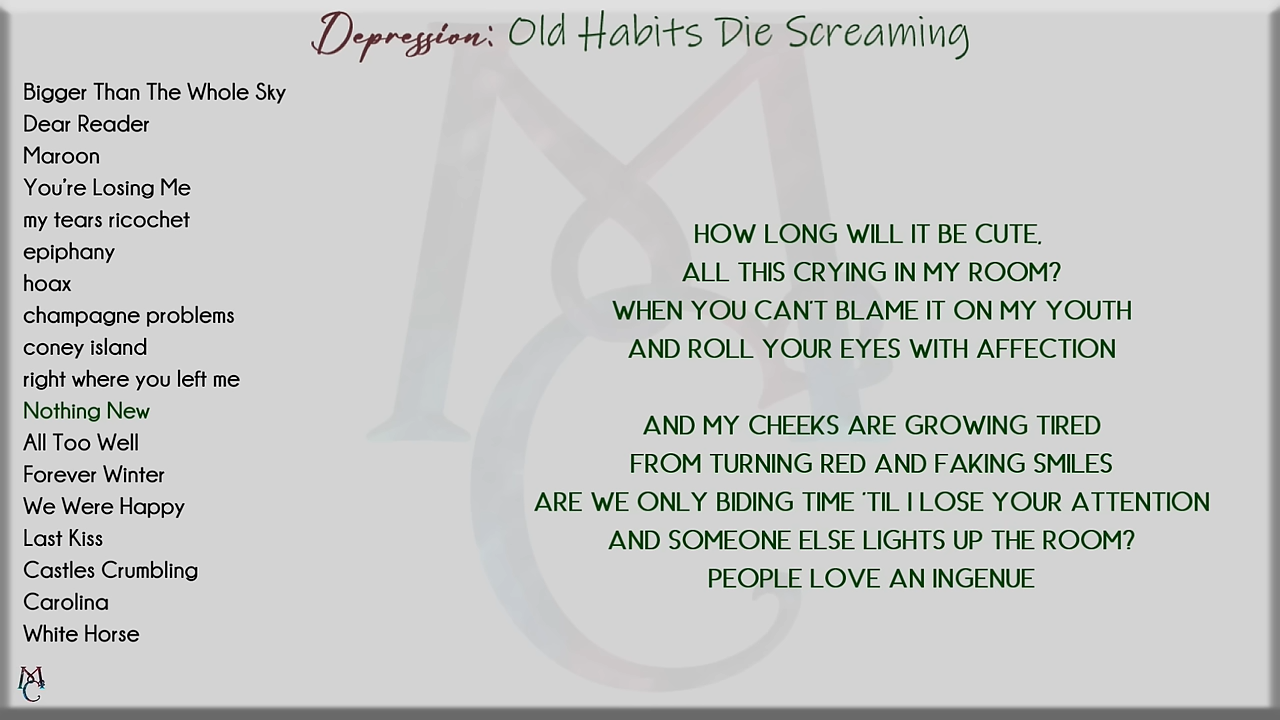 Depression: Old Habits Die Screaming
Bigger Than The Whole Sky
Dear Reader
Maroon
You're Losing Me
my tears ricochet
epiphany
hoax
champagne problems
coney island
right where you left me
Nothing New
All Too Well
Forever Winter
We Were Happy
Last Kiss
Castles Crumbling
Carolina
White Horse
HOW LONG WILL IT BE CUTE,
ALL THIS CRYING IN MY ROOM?
WHEN YOU CAN'T BLAME IT ON MY YOUTH
AND ROLL YOUR EYES WITH AFFECTION
AND MY CHEEKS ARE GROWING TIRED
FROM TURNING RED AND FAKING SMILES
ARE WE ONLY BIDING TIME 'TIL I LOSE YOUR ATTENTION
AND SOMEONE ELSE LIGHTS UP THE ROOM?
PEOPLE LOVE AN INGENUE
MC